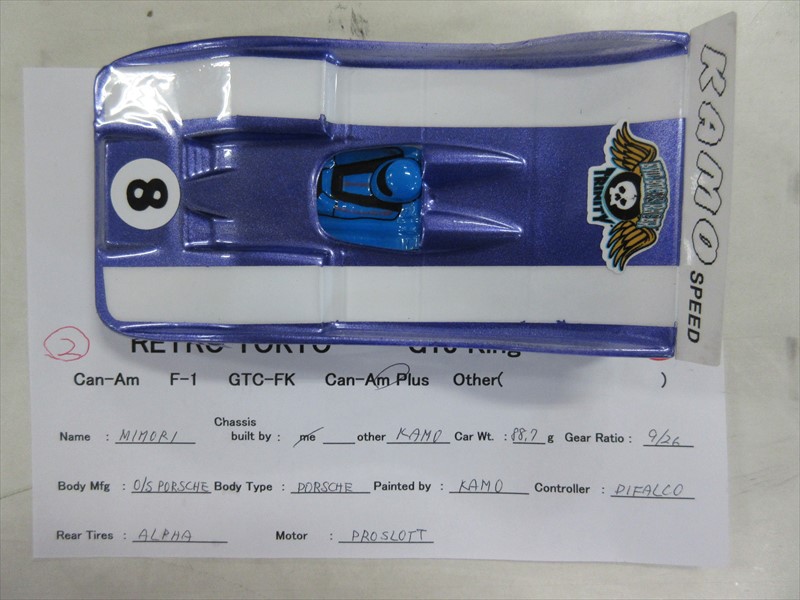 KAMO SPEED
8
TRINITY
2
RETRO TOKYO
Can-Am F-1 GTC-FK Can-Am Plus Other( )
Name : MIMORI Chassis built by : me other KAMO Car Wt. : 88.7 g Gear Ratio : 9/26
Body Mfg : O/S PORSCHE Body Type : PORSCHE Painted by : KAMO Controller : DIFALCO
Rear Tires : ALPHA Motor : PROSLOTT